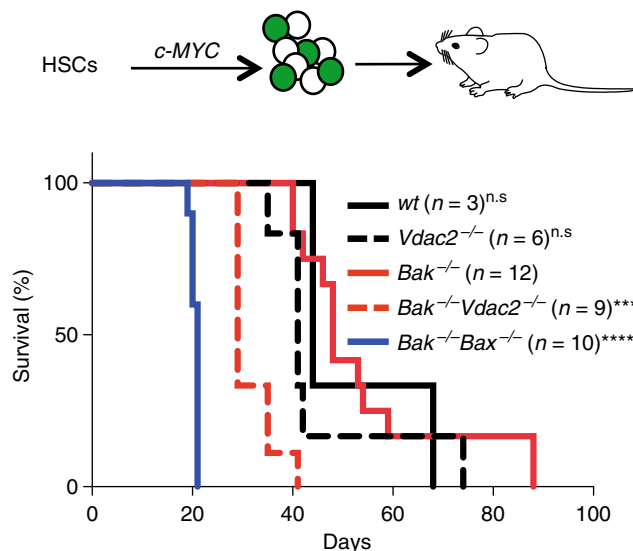 HSCs
c-MYC
100
50
0
Survival (%)
wt (n = 3)n.s
Vdac2–/– (n = 6)n.s
Bak–/– (n = 12)
Bak–/–Vdac2–/– (n = 9)***
Bak–/–Bax–/– (n = 10)****
0 20 40 60 80 100
Days